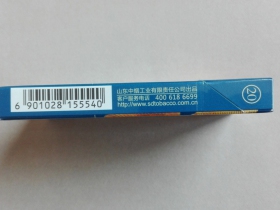 6 901028 155540
山东中烟工业有限责任公司出品
客户服务电话 400 618 6699
http://www.sdtobacco.com.cn
20